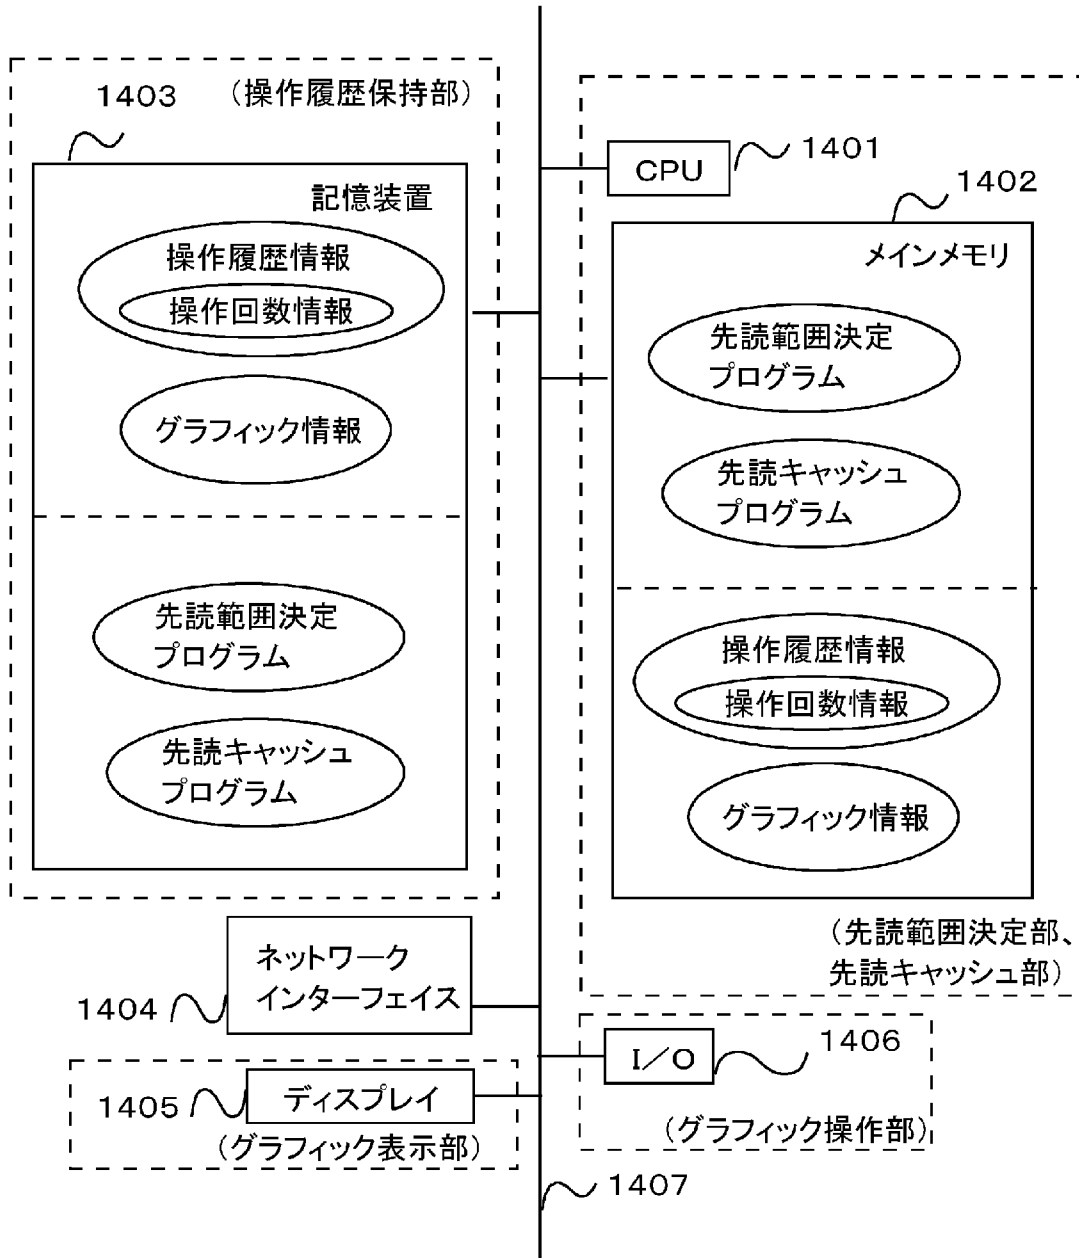 1403
（操作履歴保持部）
記憶装置
操作履歴情報
操作回数情報
グラフィック情報
先読範囲決定
プログラム
先読キャッシュ
プログラム
CPU
1401
1402
メインメモリ
先読範囲決定
プログラム
先読キャッシュ
プログラム
操作履歴情報
操作回数情報
グラフィック情報
（先読範囲決定部、
先読キャッシュ部）
ネットワーク
インターフェイス
1404
1405
ディスプレイ
（グラフィック表示部）
I／O
1406
（グラフィック操作部）
1407